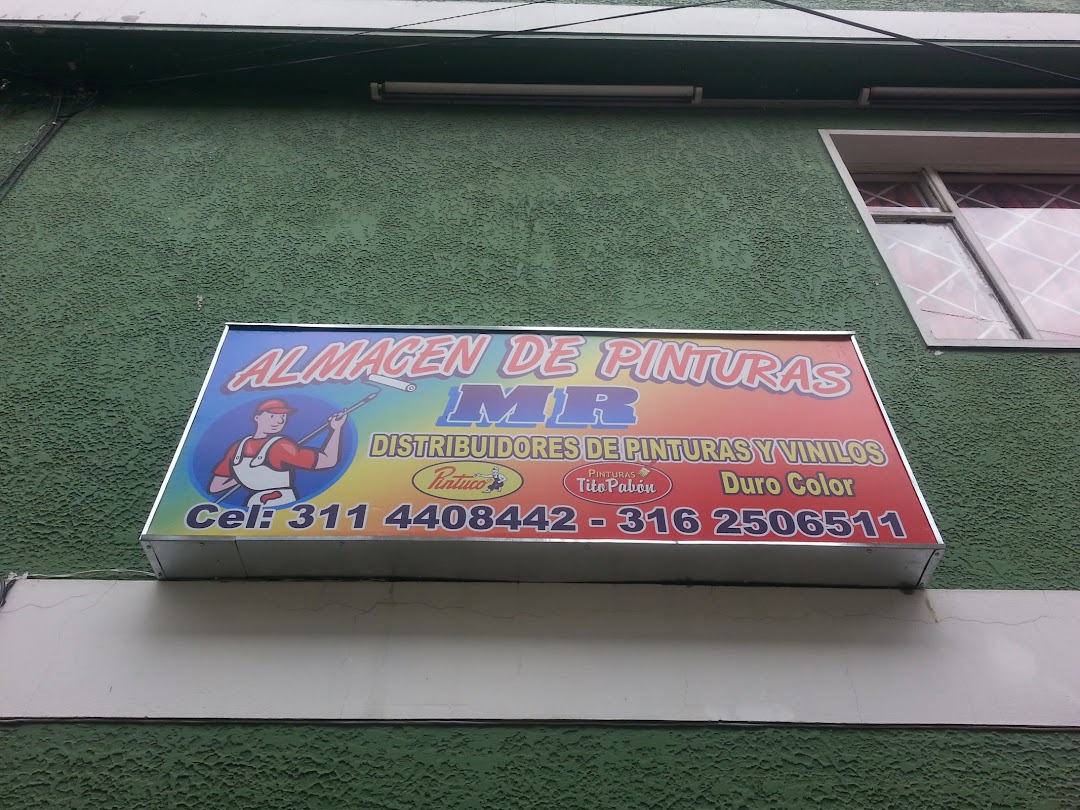 ALMACEN DE PINTURAS
MR
DISTRIBUIDORES DE PINTURAS Y VINILOS
Pintuco PINTURAS TitoPabón Duro Color
Cel: 311 4408442 - 316 2506511